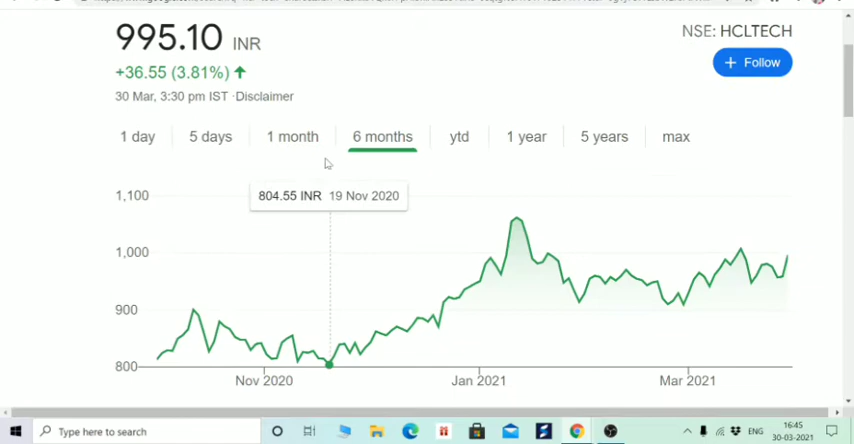 995.10 INR
NSE: HCLTECH
+36.55 (3.81%)
+ Follow
30 Mar, 3:30 pm IST ·Disclaimer
1 day 5 days 1 month 6 months ytd 1 year 5 years max
804.55 INR 19 Nov 2020
1,100
1,000
900
800
Nov 2020 Jan 2021 Mar 2021
Type here to search
ENG
16:45
30-03-2021